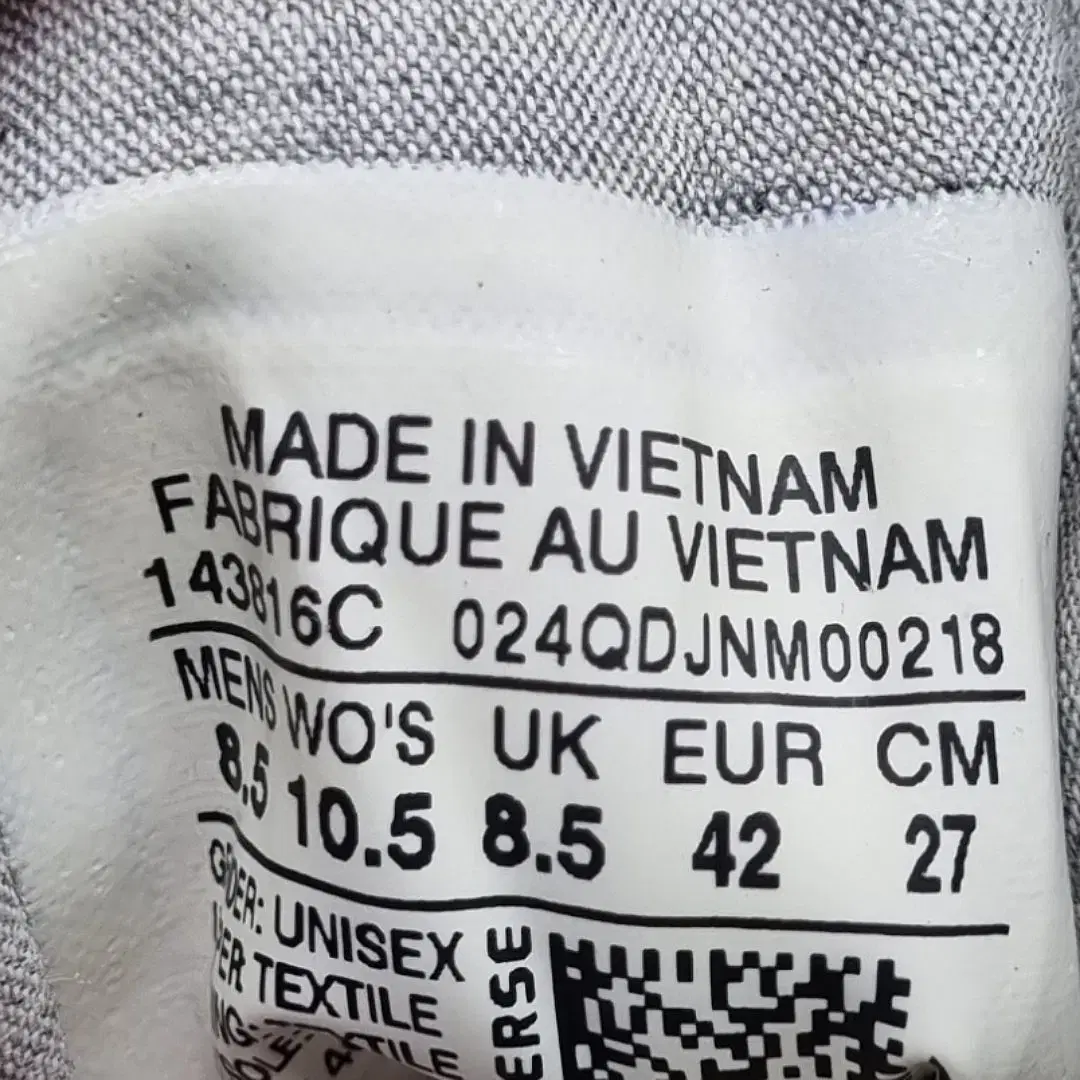 MADE IN VIETNAM
FABRIQUE AU VIETNAM
143816C 024QDJNM00218
MENS WO'S UK EUR CM
8.5 10.5 8.5 42 27
UNISEX
TEXTILE